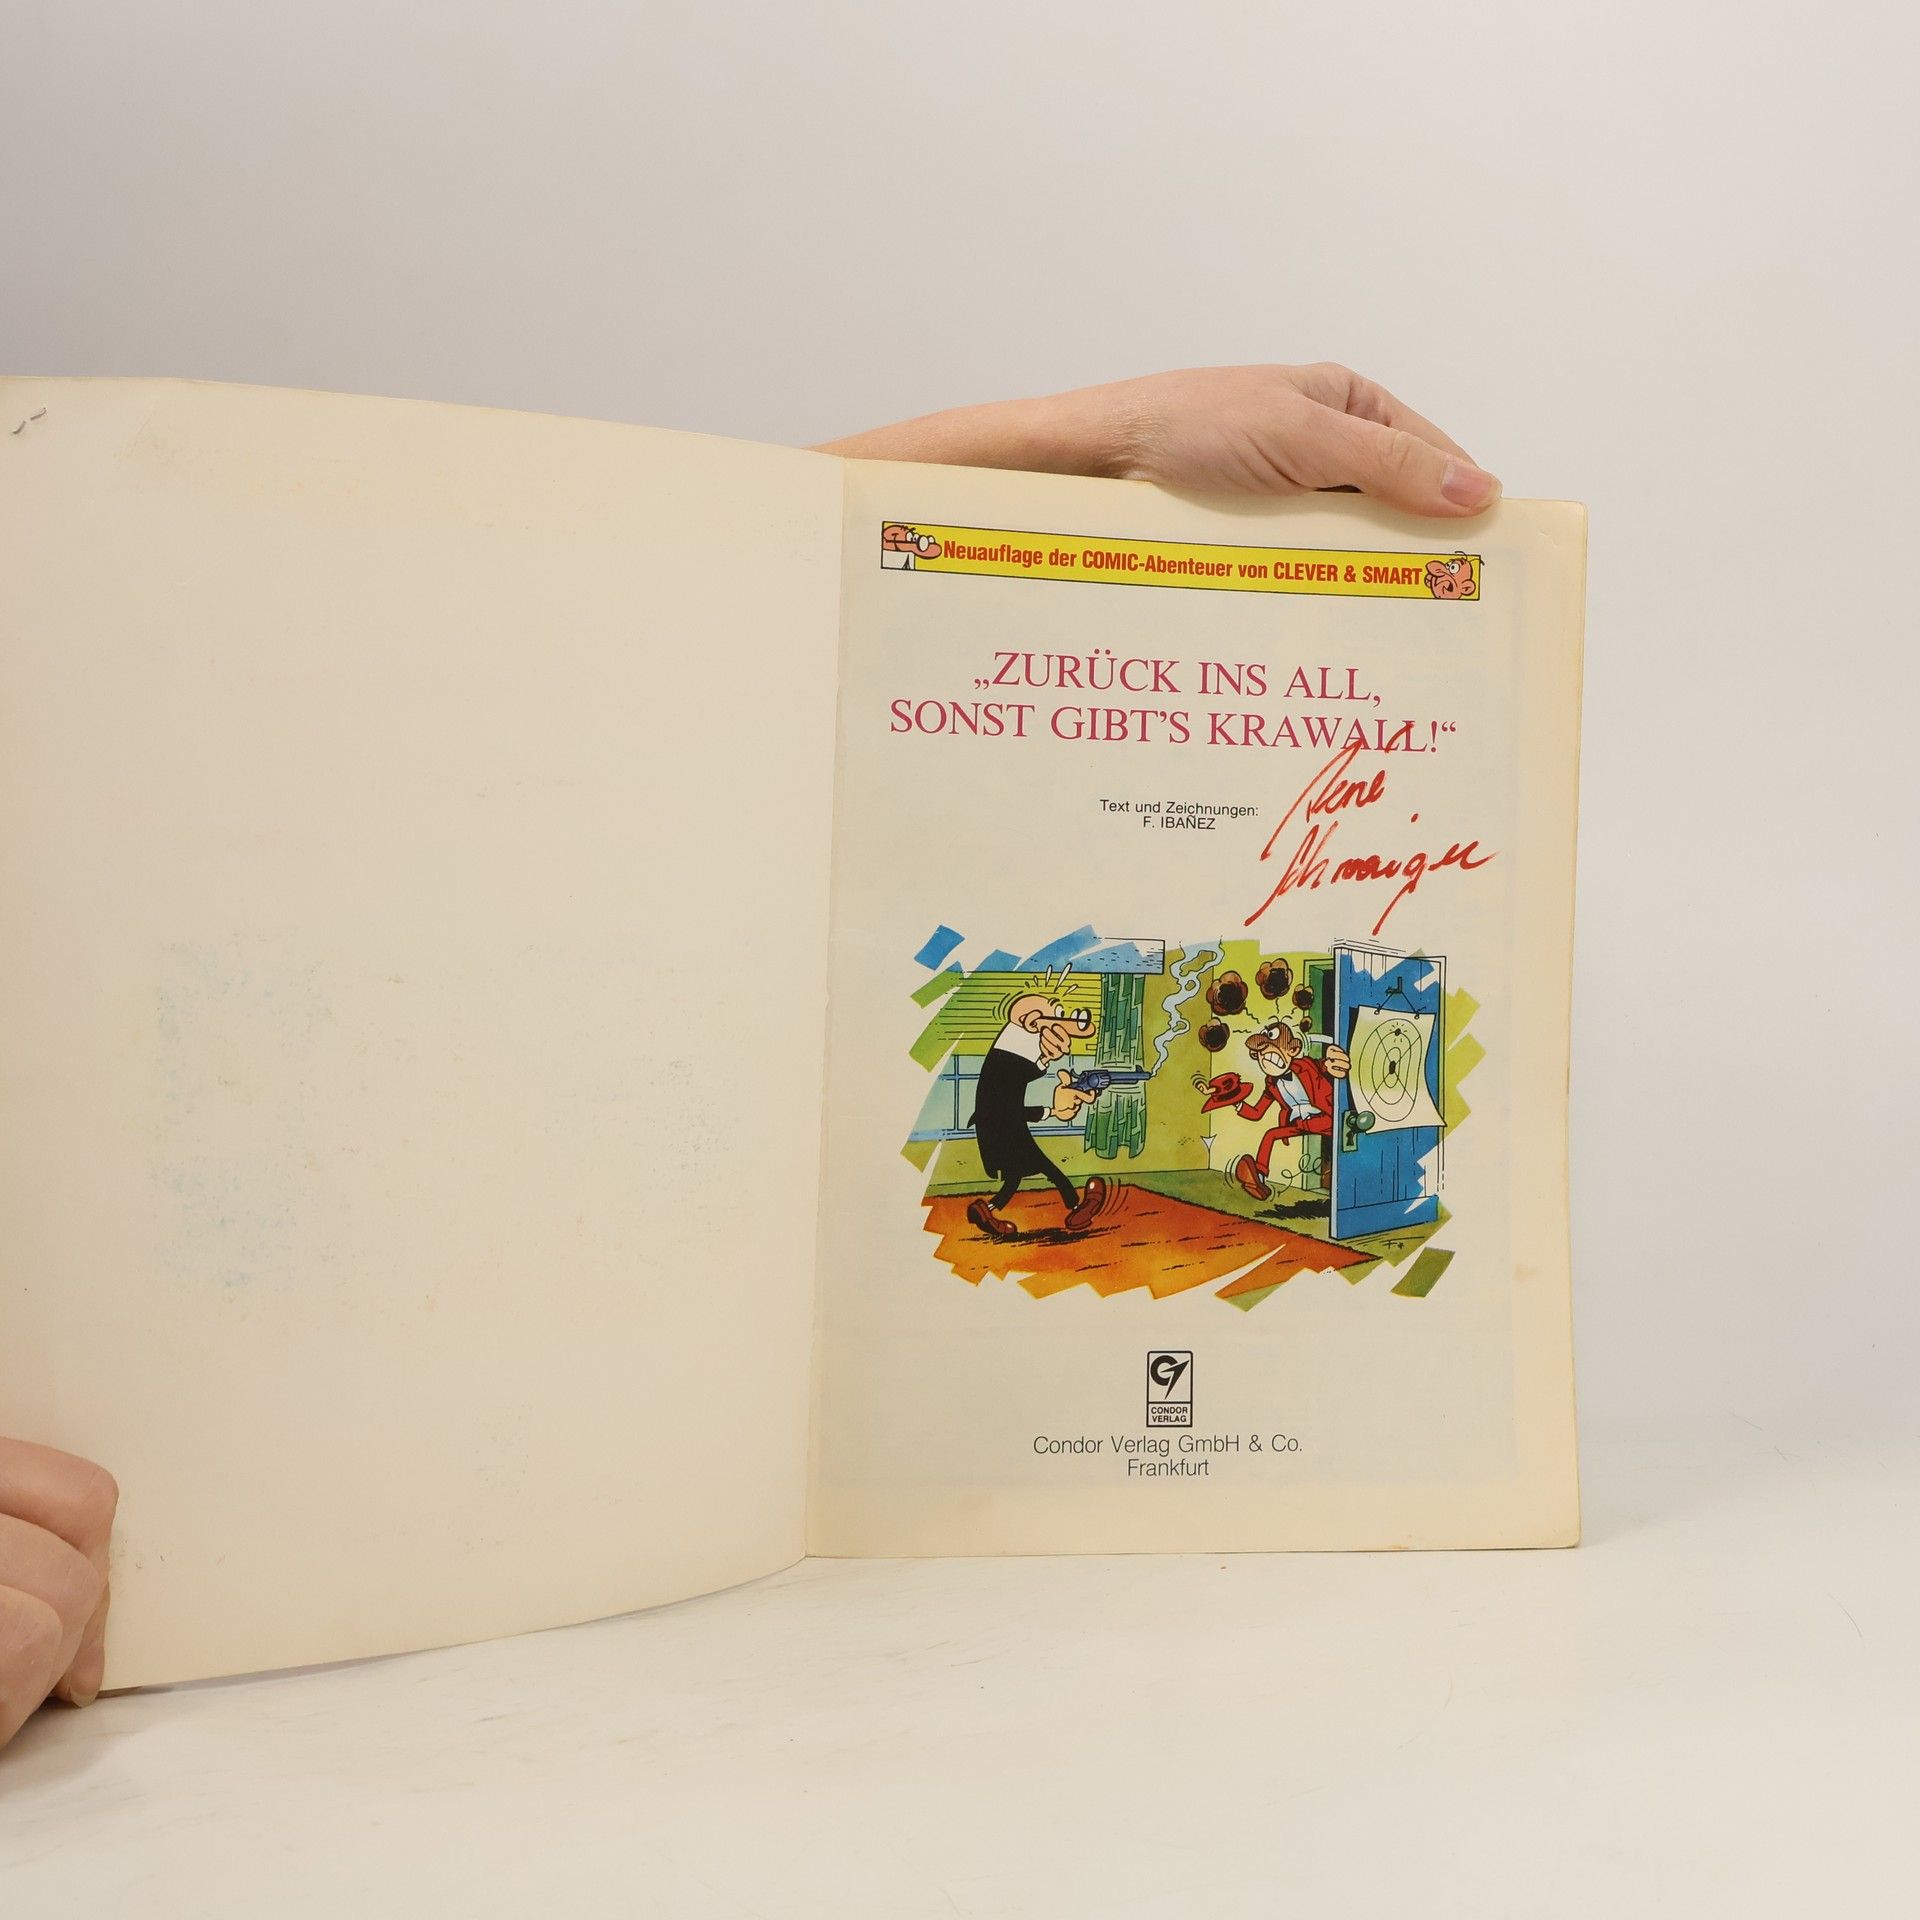 Neuauflage der COMIC-Abenteuer von CLEVER & SMART
„ZURÜCK INS ALL,
SONST GIBT'S KRAWALL!“
Text und Zeichnungen:
F. IBAÑEZ
René
CONDOR
VERLAG
Condor Verlag GmbH & Co.
Frankfurt